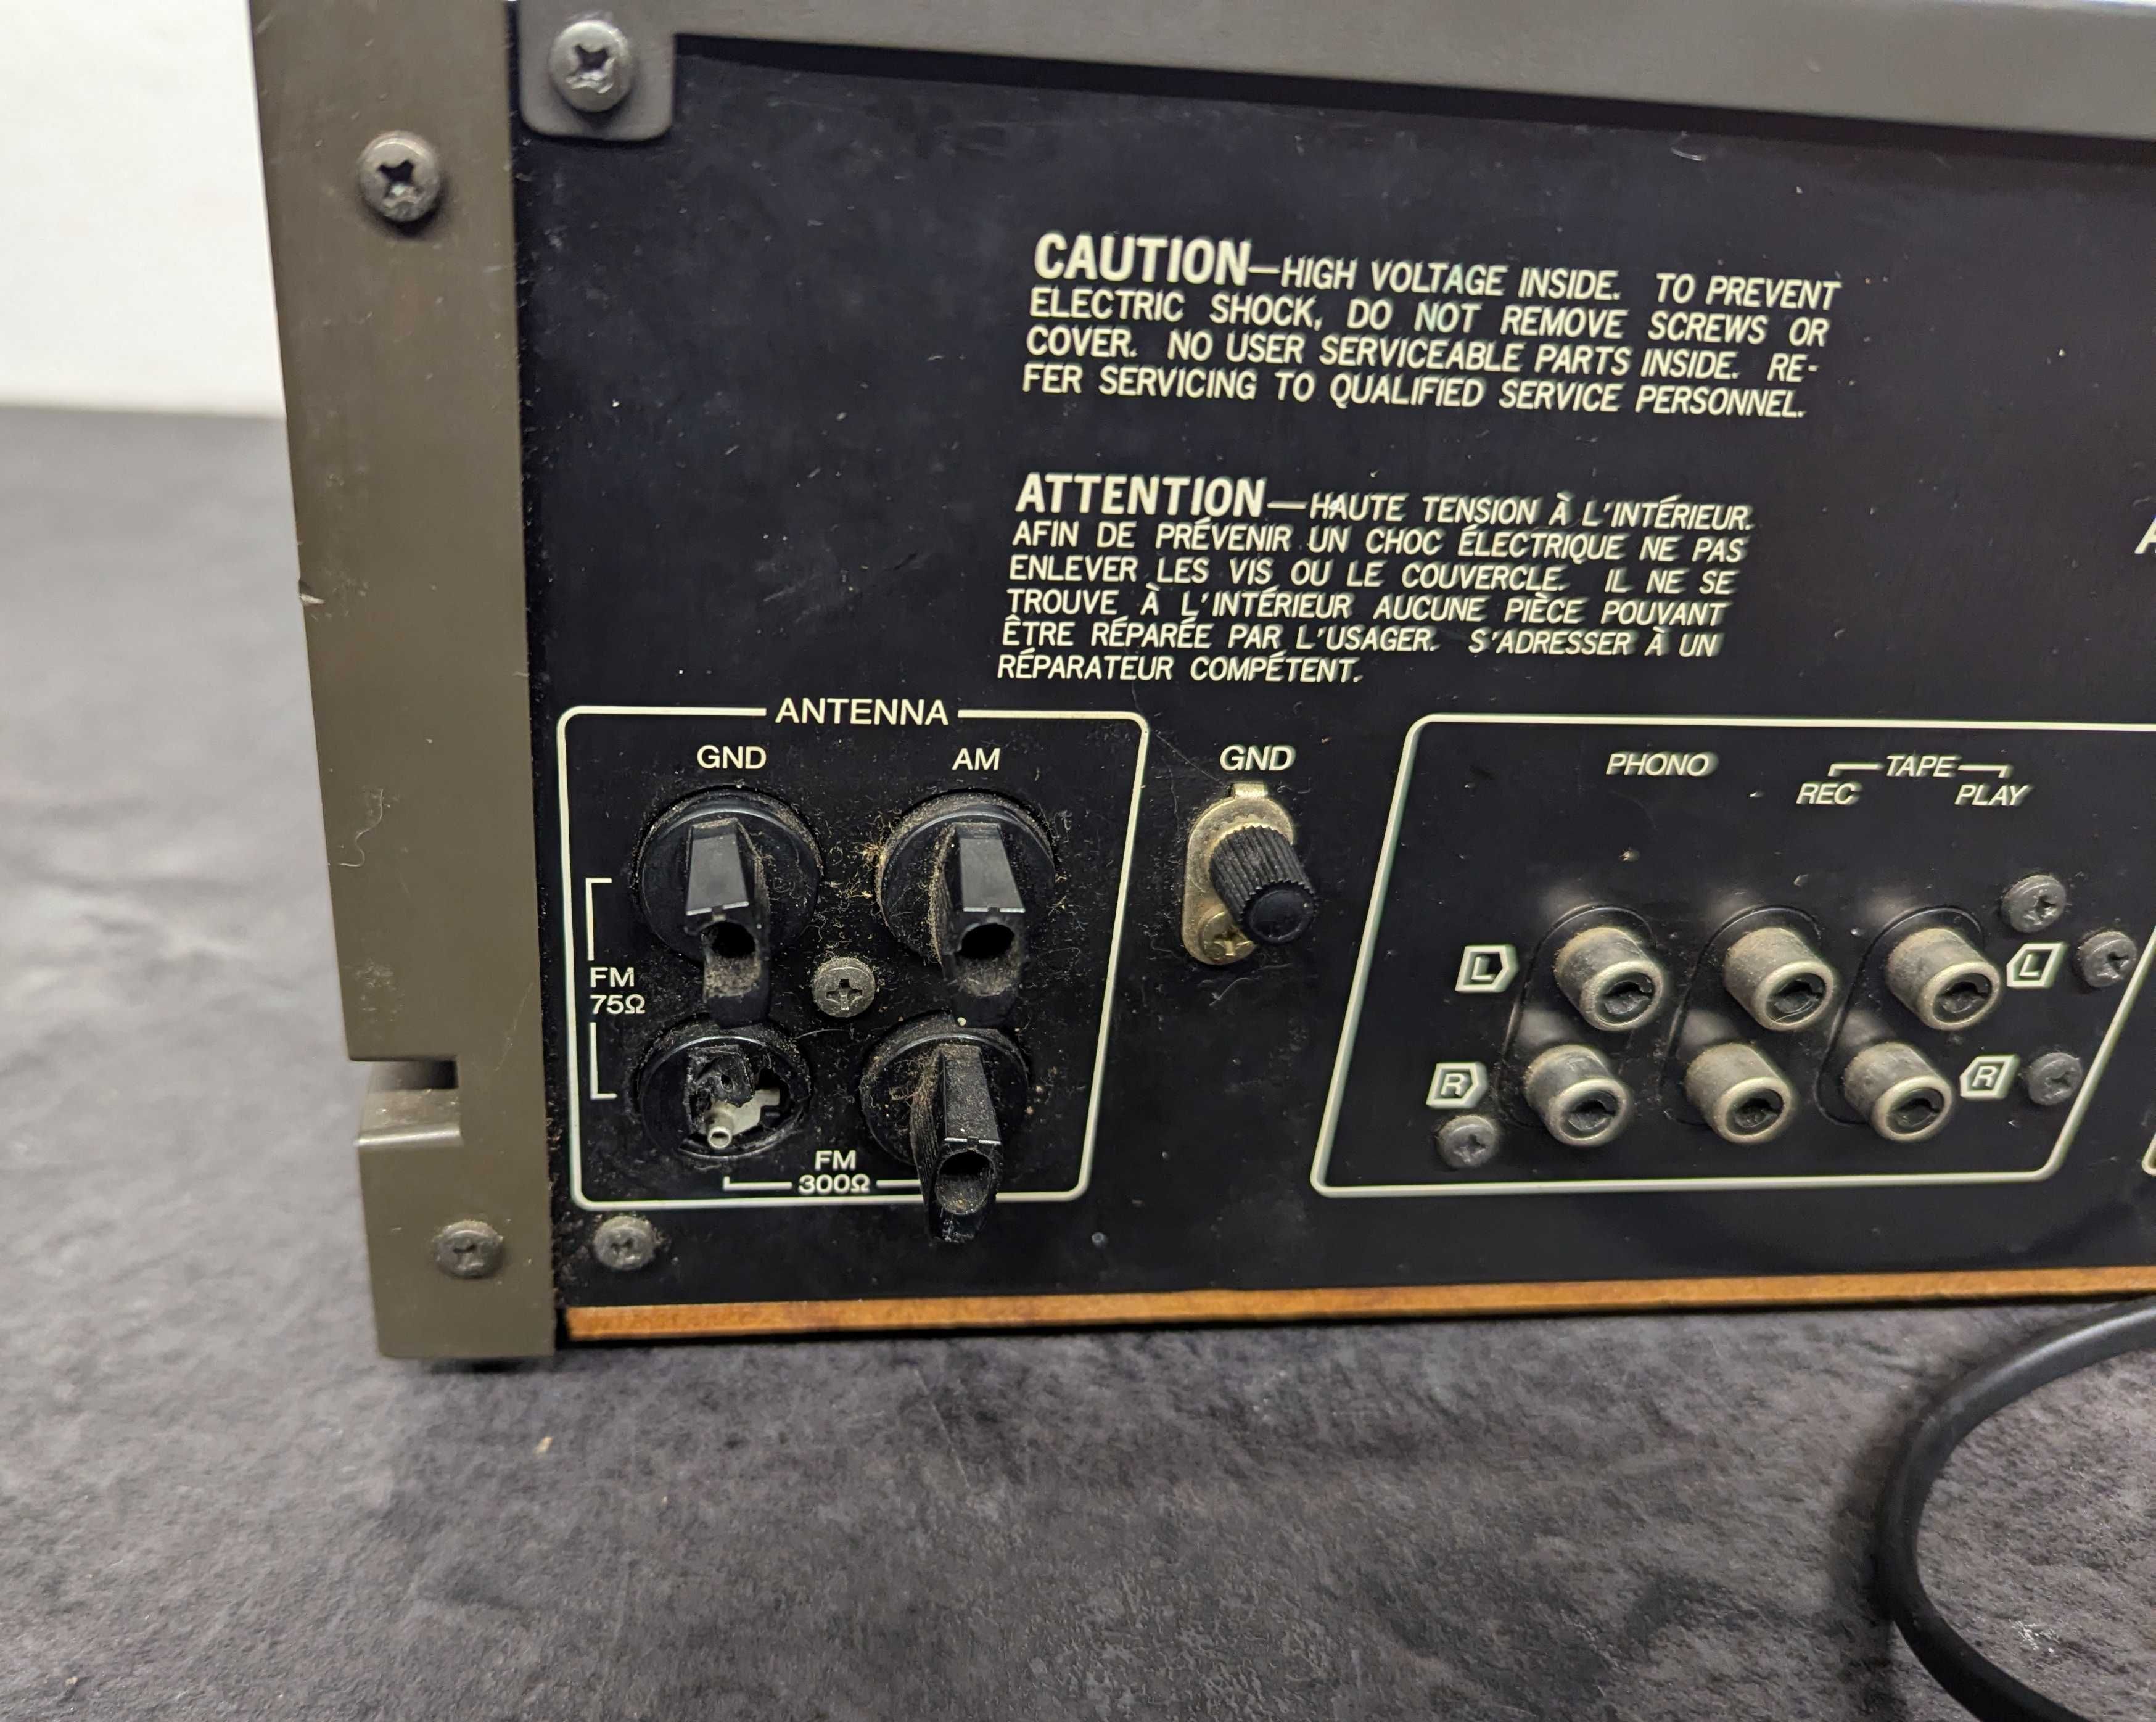 CAUTION—HIGH VOLTAGE INSIDE. TO PREVENT
ELECTRIC SHOCK, DO NOT REMOVE SCREWS OR
COVER. NO USER SERVICEABLE PARTS INSIDE. RE-
FER SERVICING TO QUALIFIED SERVICE PERSONNEL.
ATTENTION—HAUTE TENSION À L'INTÉRIEUR.
AFIN DE PRÉVENIR UN CHOC ÉLECTRIQUE NE PAS
ENLEVER LES VIS OU LE COUVERCLE. IL NE SE
TROUVE À L'INTÉRIEUR AUCUNE PIÈCE POUVANT
ÊTRE RÉPARÉE PAR L'USAGER. S'ADRESSER À UN
RÉPARATEUR COMPÉTENT.
ANTENNA
GND AM
FM
75Ω
FM
300Ω
GND
PHONO TAPE
REC PLAY
L L
R R